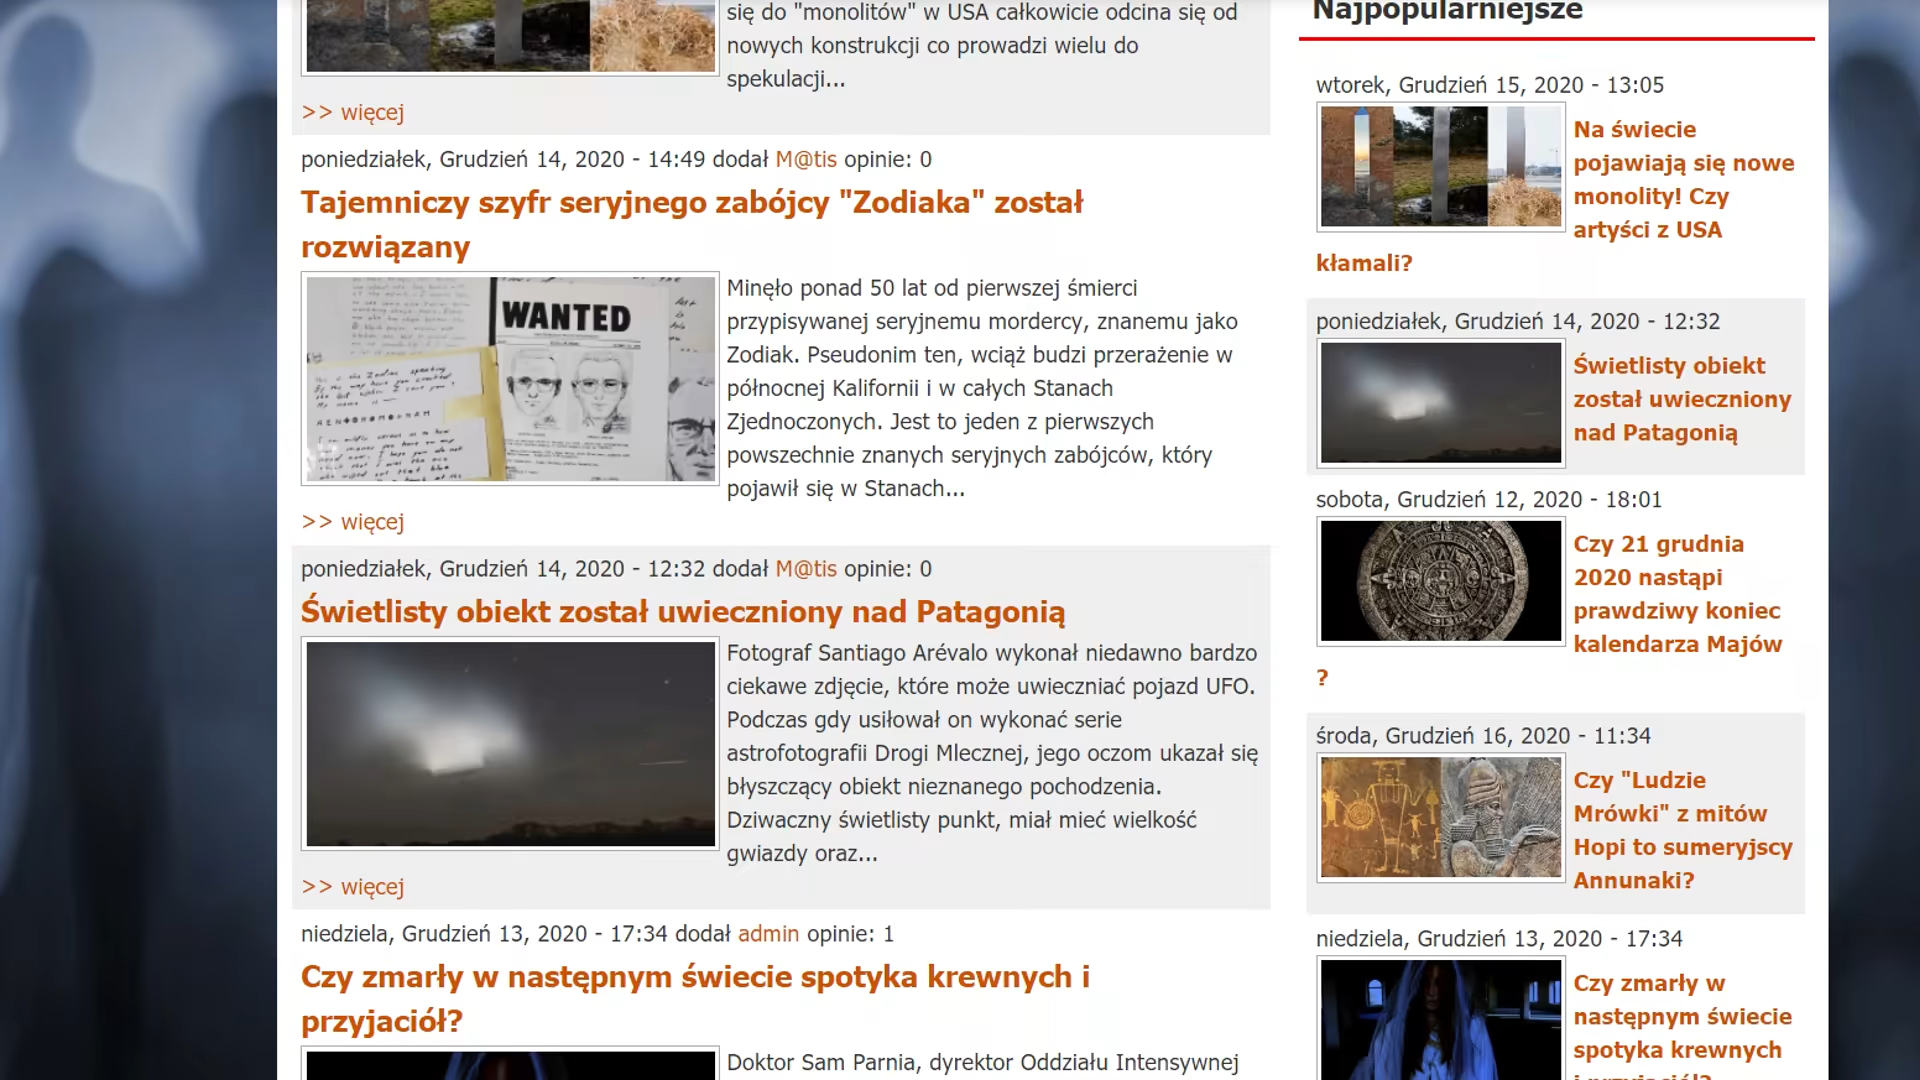 się do "monolitów" w USA całkowicie odcina się od
nowych konstrukcji co prowadzi wielu do
spekulacji...
>> więcej
poniedziałek, Grudzień 14, 2020 - 14:49 dodał M@tis opinie: 0
Tajemniczy szyfr seryjnego zabójcy "Zodiaka" został
rozwiązany
WANTED
Minęło ponad 50 lat od pierwszej śmierci
przypisywanej seryjnemu mordercy, znanemu jako
Zodiak. Pseudonim ten, wciąż budzi przerażenie w
północnej Kalifornii i w całych Stanach
Zjednoczonych. Jest to jeden z pierwszych
powszechnie znanych seryjnych zabójców, który
pojawił się w Stanach...
>> więcej
poniedziałek, Grudzień 14, 2020 - 12:32 dodał M@tis opinie: 0
Świetlisty obiekt został uwieczniony nad Patagonią
Fotograf Santiago Arévalo wykonał niedawno bardzo
ciekawe zdjęcie, które może uwieczniać pojazd UFO.
Podczas gdy usiłował on wykonać serie
astrofotografii Drogi Mlecznej, jego oczom ukazał się
błyszczący obiekt nieznanego pochodzenia.
Dziwaczny świetlisty punkt, miał mieć wielkość
gwiazdy oraz...
>> więcej
niedziela, Grudzień 13, 2020 - 17:34 dodał admin opinie: 1
Czy zmarły w następnym świecie spotyka krewnych i
przyjaciół?
Doktor Sam Parnia, dyrektor Oddziału Intensywnej
Najpopularniejsze
wtorek, Grudzień 15, 2020 - 13:05
Na świecie
pojawiają się nowe
monolity! Czy
artyści z USA
kłamali?
poniedziałek, Grudzień 14, 2020 - 12:32
Świetlisty obiekt
został uwieczniony
nad Patagonią
sobota, Grudzień 12, 2020 - 18:01
Czy 21 grudnia
2020 nastąpi
prawdziwy koniec
kalendarza Majów
?
środa, Grudzień 16, 2020 - 11:34
Czy "Ludzie
Mrówki" z mitów
Hopi to sumeryjscy
Annunaki?
niedziela, Grudzień 13, 2020 - 17:34
Czy zmarły w
następnym świecie
spotyka krewnych
i przyjaciół?